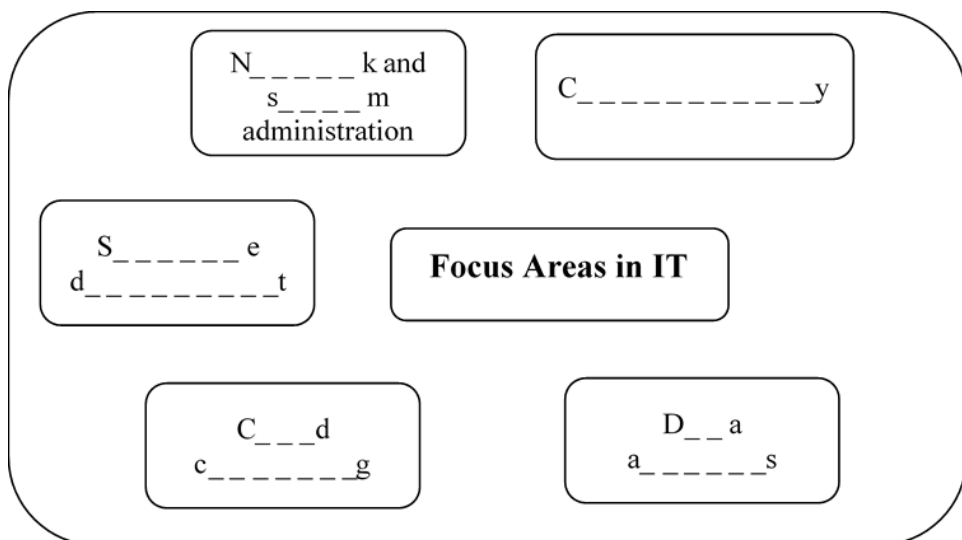 N_ _ _ _ _ k and
s_ _ _ _ m
administration
C_ _ _ _ _ _ _ _ _ _ _y
S_ _ _ _ _ _ e
d_ _ _ _ _ _ _ _ _t
Focus Areas in IT
C_ _ _d
c_ _ _ _ _ _ _g
D_ _ a
a_ _ _ _ _ _s